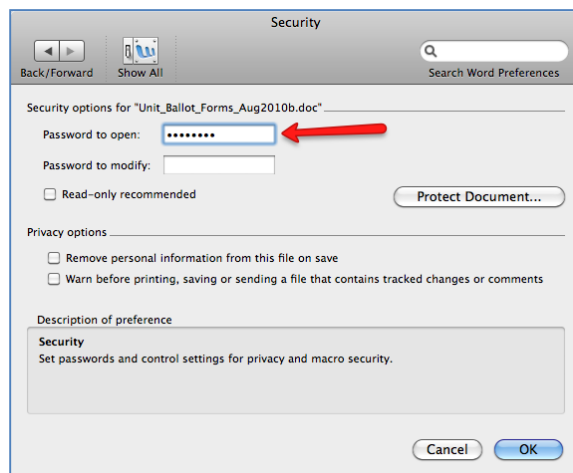 Security
Back/Forward Show All Search Word Preferences
Security options for "Unit_Ballot_Forms_Aug2010b.doc"
Password to open: ••••••••
Password to modify:
Read-only recommended Protect Document...
Privacy options
Remove personal information from this file on save
Warn before printing, saving or sending a file that contains tracked changes or comments
Description of preference
Security
Set passwords and control settings for privacy and macro security.
Cancel OK